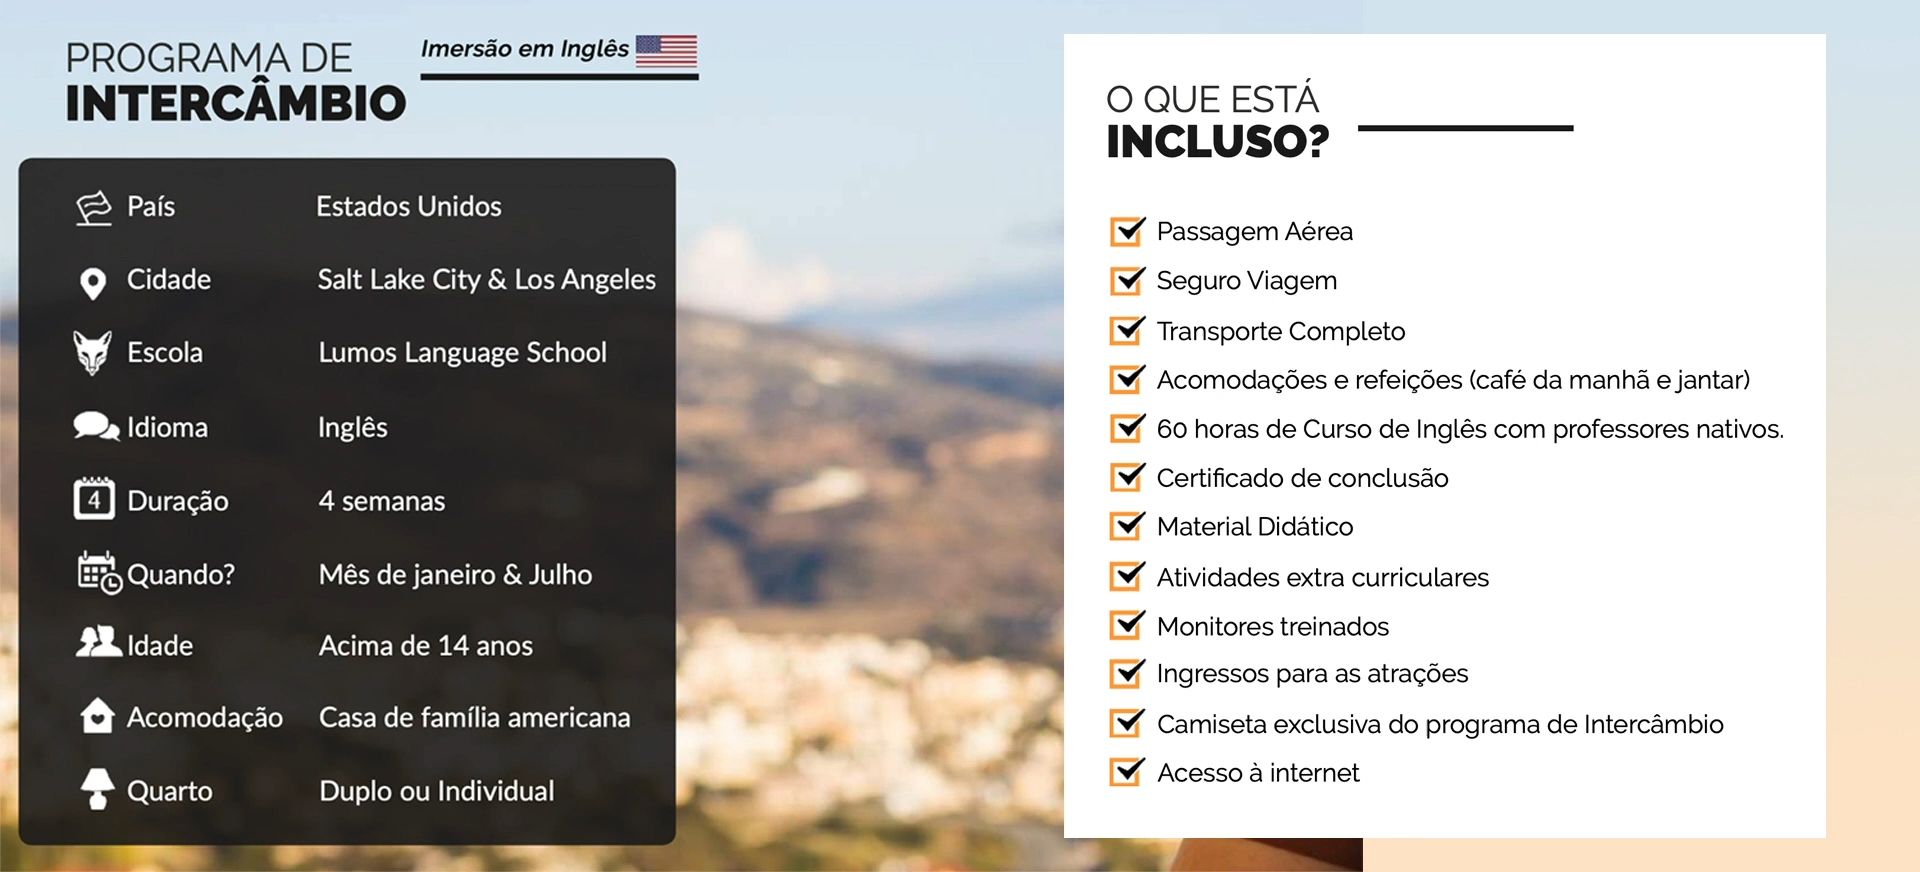 PROGRAMA DE
INTERCÂMBIO
Imersão em Inglês
País Estados Unidos
Cidade Salt Lake City & Los Angeles
Escola Lumos Language School
Idioma Inglês
4 Duração 4 semanas
Quando? Mês de janeiro & Julho
Idade Acima de 14 anos
Acomodação Casa de família americana
Quarto Duplo ou Individual
O QUE ESTÁ
INCLUSO?
Passagem Aérea
Seguro Viagem
Transporte Completo
Acomodações e refeições (café da manhã e jantar)
60 horas de Curso de Inglês com professores nativos.
Certificado de conclusão
Material Didático
Atividades extra curriculares
Monitores treinados
Ingressos para as atrações
Camiseta exclusiva do programa de Intercâmbio
Acesso à internet